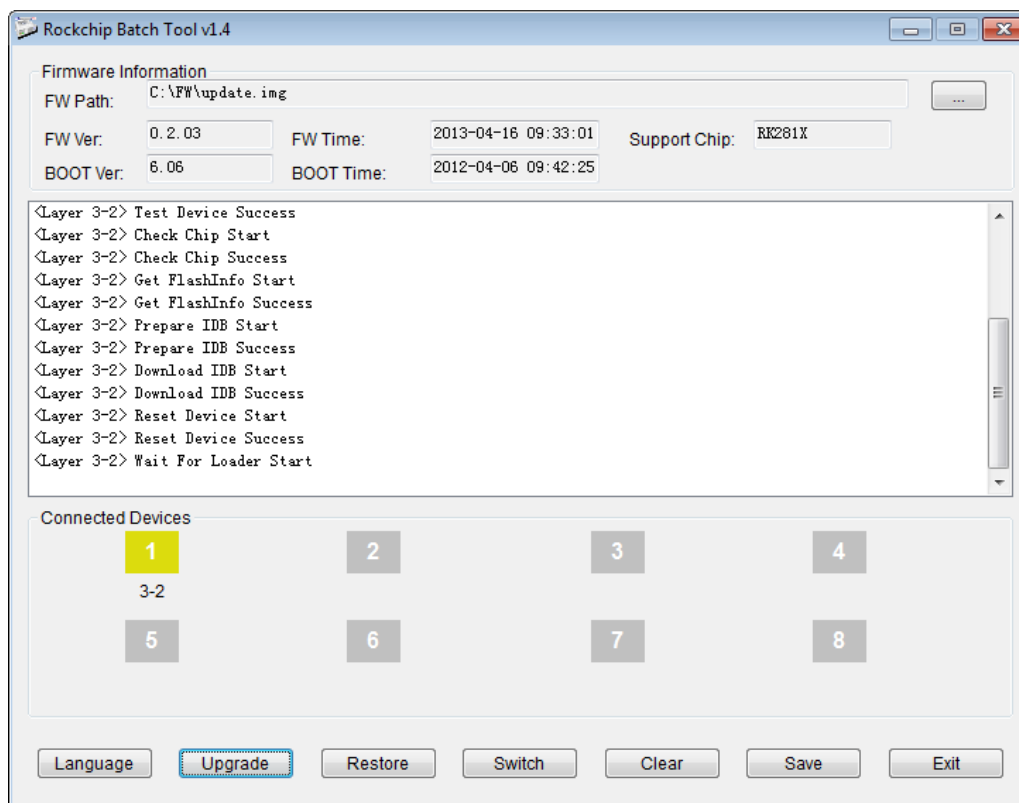 Rockchip Batch Tool v1.4
Firmware Information
FW Path: C:\FW\update.img ...
FW Ver: 0.2.03 FW Time: 2013-04-16 09:33:01 Support Chip: RK281X
BOOT Ver: 6.06 BOOT Time: 2012-04-06 09:42:25
<Layer 3-2> Test Device Success
<Layer 3-2> Check Chip Start
<Layer 3-2> Check Chip Success
<Layer 3-2> Get FlashInfo Start
<Layer 3-2> Get FlashInfo Success
<Layer 3-2> Prepare IDB Start
<Layer 3-2> Prepare IDB Success
<Layer 3-2> Download IDB Start
<Layer 3-2> Download IDB Success
<Layer 3-2> Reset Device Start
<Layer 3-2> Reset Device Success
<Layer 3-2> Wait For Loader Start
Connected Devices
1 2 3 4
3-2
5 6 7 8
Language Upgrade Restore Switch Clear Save Exit